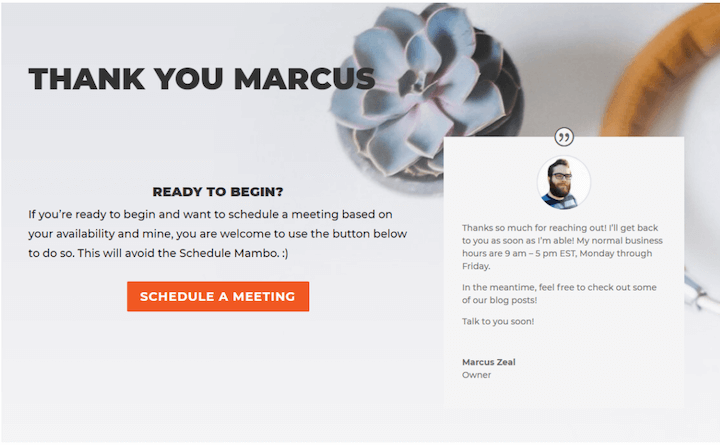 THANK YOU MARCUS
READY TO BEGIN?
If you’re ready to begin and want to schedule a meeting based on
your availability and mine, you are welcome to use the button below
to do so. This will avoid the Schedule Mambo. :)
SCHEDULE A MEETING
Thanks so much for reaching out! I’ll get back
to you as soon as I’m able! My normal business
hours are 9 am – 5 pm EST, Monday through
Friday.
In the meantime, feel free to check out some
of our blog posts!
Talk to you soon!
Marcus Zeal
Owner